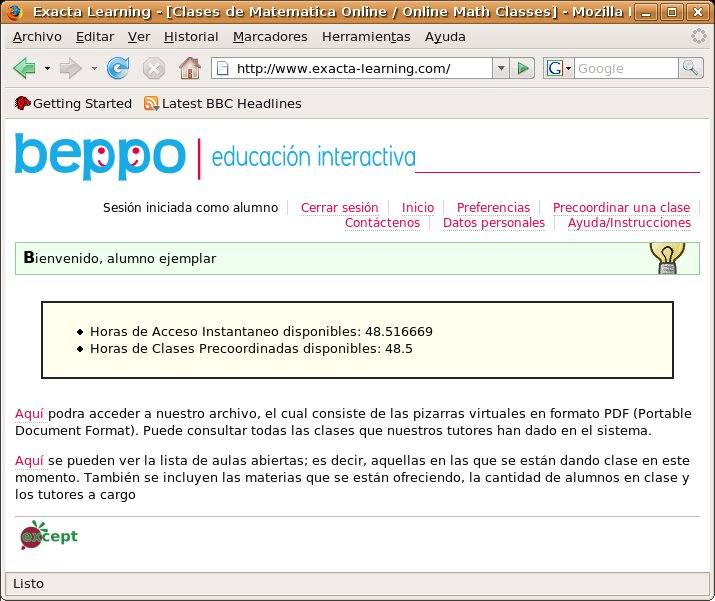 Exacta Learning - [Clases de Matematica Online / Online Math Classes] - Mozilla
Archivo Editar Ver Historial Marcadores Herramientas Ayuda
http://www.exacta-learning.com/ G Google
Getting Started Latest BBC Headlines
beppo educación interactiva
Sesión iniciada como alumno Cerrar sesión Inicio Preferencias Precoordinar una clase
Contáctenos Datos personales Ayuda/Instrucciones
Bienvenido, alumno ejemplar
Horas de Acceso Instantaneo disponibles: 48.516669
Horas de Clases Precoordinadas disponibles: 48.5
Aquí podra acceder a nuestro archivo, el cual consiste de las pizarras virtuales en formato PDF (Portable
Document Format). Puede consultar todas las clases que nuestros tutores han dado en el sistema.
Aquí se pueden ver la lista de aulas abiertas; es decir, aquellas en las que se están dando clase en este
momento. También se incluyen las materias que se están ofreciendo, la cantidad de alumnos en clase y
los tutores a cargo
except
Listo